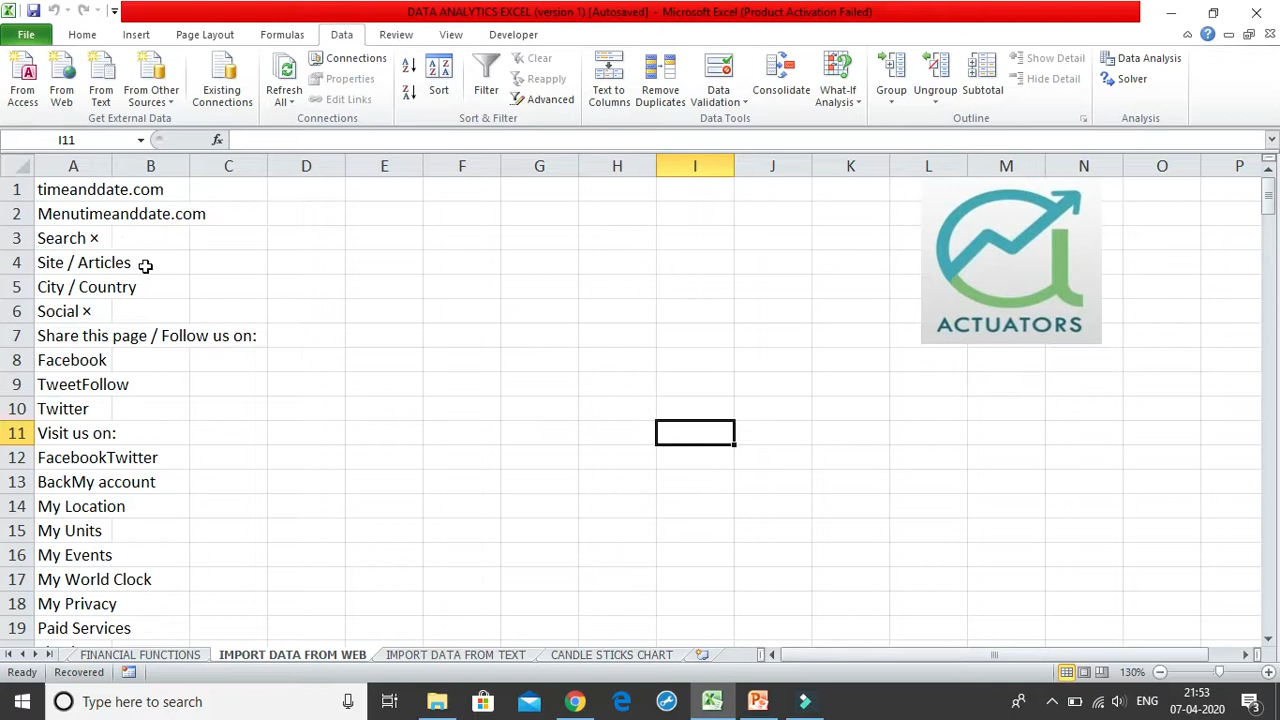 DATA ANALYTICS EXCEL (version 1) [Autosaved] - Microsoft Excel (Product Activation Failed)
File Home Insert Page Layout Formulas Data Review View Developer
From Access
From Web
From Text
From Other Sources
Existing Connections
Get External Data
Refresh All
Connections
Properties
Edit Links
Connections
Sort
Filter
Clear
Reapply
Advanced
Sort & Filter
Text to Columns
Remove Duplicates
Data Validation
Consolidate
What-If Analysis
Data Tools
Group
Ungroup
Subtotal
Show Detail
Hide Detail
Outline
Data Analysis
Solver
Analysis
I11 fx
A B C D E F G H I J K L M N O P
1 timeanddate.com
2 Menutimeanddate.com
3 Search ×
4 Site / Articles
5 City / Country
6 Social ×
7 Share this page / Follow us on:
8 Facebook
9 TweetFollow
10 Twitter
11 Visit us on:
12 FacebookTwitter
13 BackMy account
14 My Location
15 My Units
16 My Events
17 My World Clock
18 My Privacy
19 Paid Services
ACTUATORS
FINANCIAL FUNCTIONS IMPORT DATA FROM WEB IMPORT DATA FROM TEXT CANDLE STICKS CHART
Ready Recovered 130%
Type here to search
ENG
21:53
07-04-2020
3